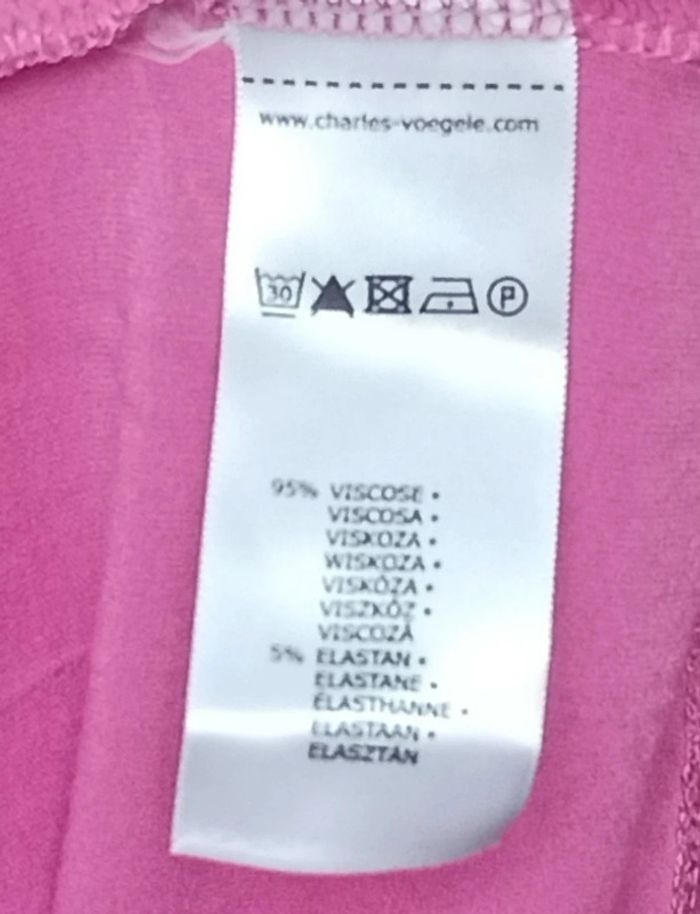 www.charles-voegele.com
30 P
95% VISCOSE •
VISCOSA •
VISKOZA •
WISKOZA •
VISKÓZA •
VISZKÓZ •
VISCOZĂ
5% ELASTAN •
ELASTANE •
ÉLASTHANNE •
ELASTAAN •
ELASZTÁN